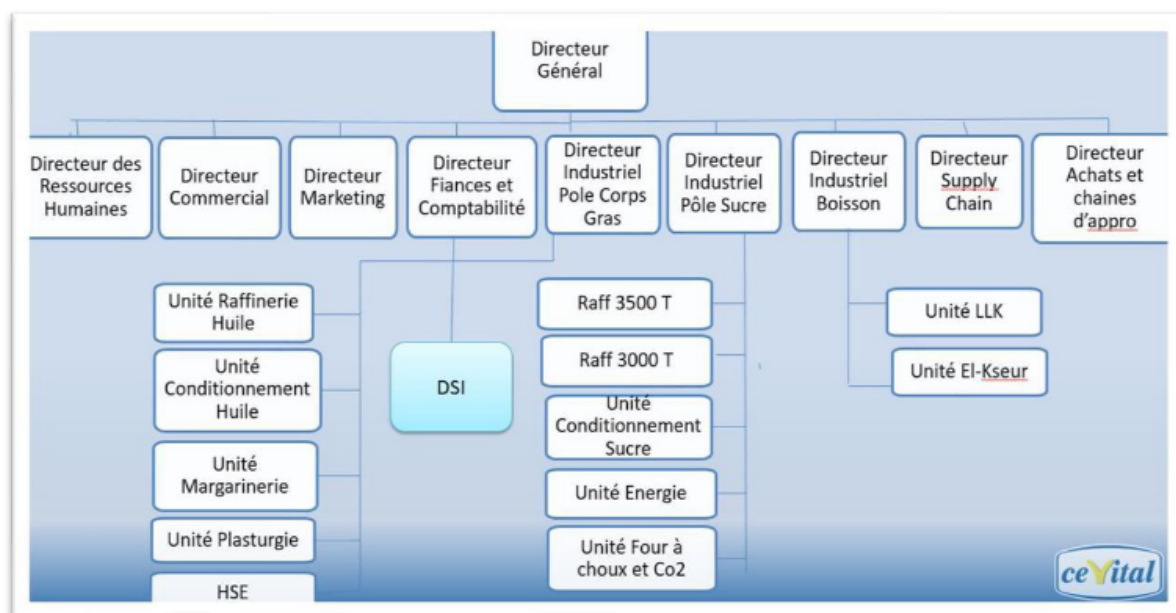 Directeur
Général
Directeur des
Ressources
Humaines
Directeur
Commercial
Directeur
Marketing
Directeur
Fiances et
Comptabilité
Directeur
Industriel
Pole Corps
Gras
Directeur
Industriel
Pôle Sucre
Directeur
Industriel
Boisson
Directeur
Supply
Chain
Directeur
Achats et
chaines
d'appro
Unité Raffinerie
Huile
Unité
Conditionnement
Huile
Unité
Margarinerie
Unité Plasturgie
HSE
DSI
Raff 3500 T
Raff 3000 T
Unité
Conditionnement
Sucre
Unité Energie
Unité Four à
choux et Co2
Unité LLK
Unité El-Kseur
ceVital